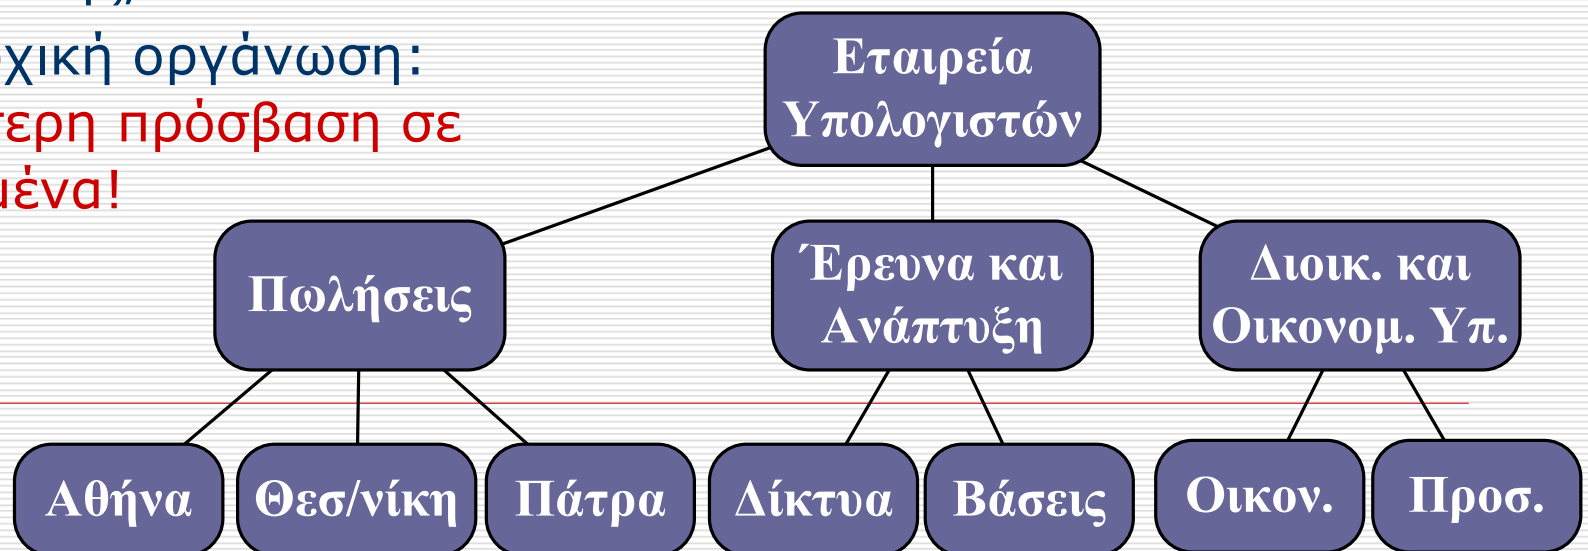 χική οργάνωση:
τερη πρόσβαση σε
μένα!
Εταιρεία
Υπολογιστών
Πωλήσεις
Έρευνα και
Ανάπτυξη
Διοικ. και
Οικονομ. Υπ.
Αθήνα
Θεσ/νίκη
Πάτρα
Δίκτυα
Βάσεις
Οικον.
Προσ.